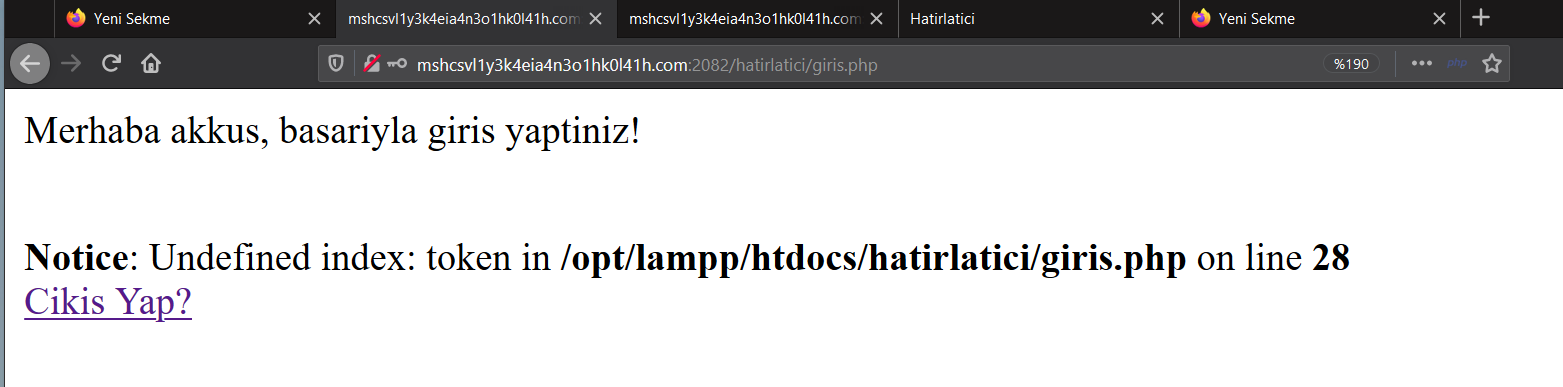 Yeni Sekme
mshcsvl1y3k4eia4n3o1hk0l41h.com
mshcsvl1y3k4eia4n3o1hk0l41h.com
Hatirlatici
Yeni Sekme
mshcsvl1y3k4eia4n3o1hk0l41h.com:2082/hatirlatici/giris.php
%190
php
Merhaba akkus, basariyla giris yaptiniz!
Notice: Undefined index: token in /opt/lampp/htdocs/hatirlatici/giris.php on line 28
Cikis Yap?